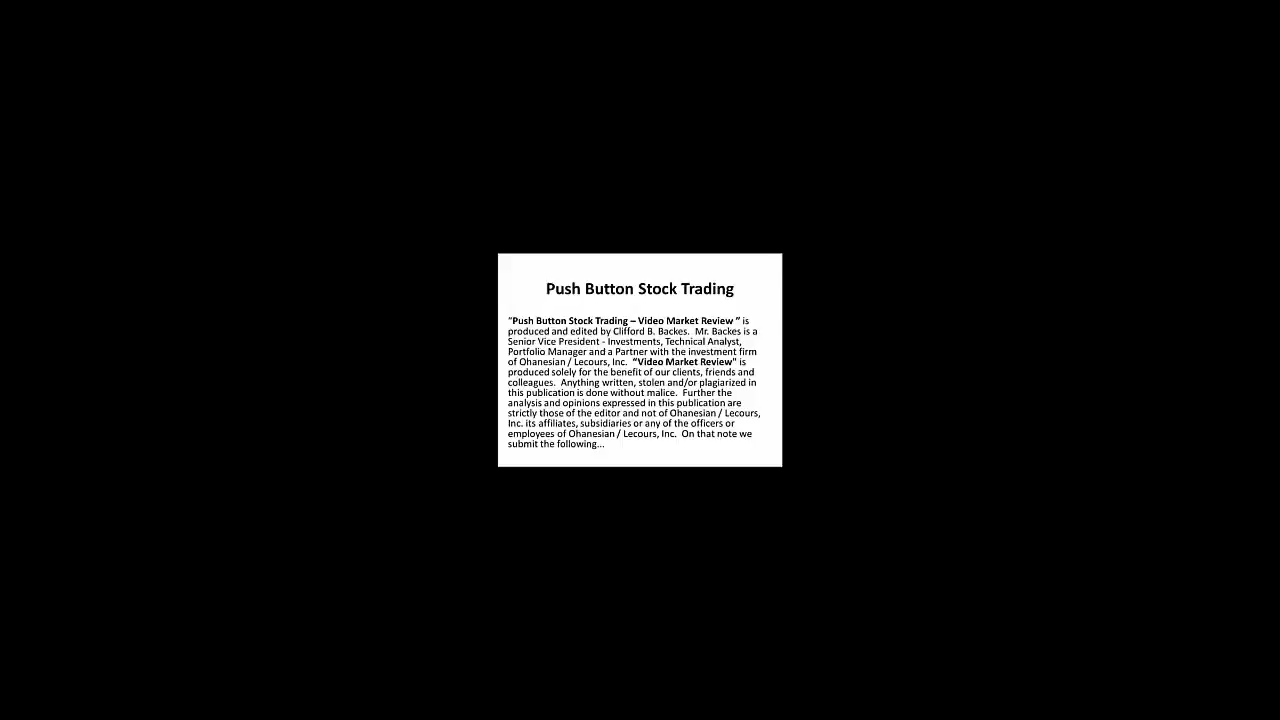 Push Button Stock Trading
"Push Button Stock Trading – Video Market Review " is
produced and edited by Clifford B. Backes.  Mr. Backes is a
Senior Vice President - Investments, Technical Analyst,
Portfolio Manager and a Partner with the investment firm
of Ohanesian / Lecours, Inc.  "Video Market Review" is
produced solely for the benefit of our clients, friends and
colleagues.  Anything written, stolen and/or plagiarized in
this publication is done without malice.  Further the
analysis and opinions expressed in this publication are
strictly those of the editor and not of Ohanesian / Lecours,
Inc. its affiliates, subsidiaries or any of the officers or
employees of Ohanesian / Lecours, Inc.  On that note we
submit the following...